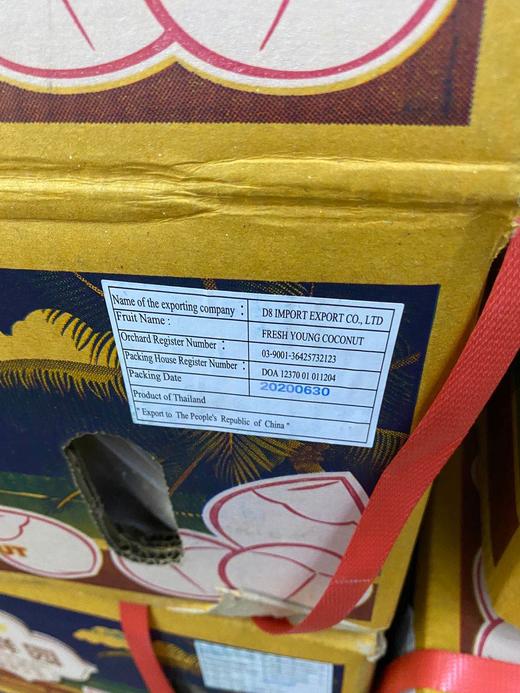 Name of the exporting company : D8 IMPORT EXPORT CO., LTD
Fruit Name : FRESH YOUNG COCONUT
Orchard Register Number : 03-9001-36425732123
Packing House Register Number : DOA 12370 01 011204
Packing Date 20200630
Product of Thailand
" Export to The People's Republic of China "
UT